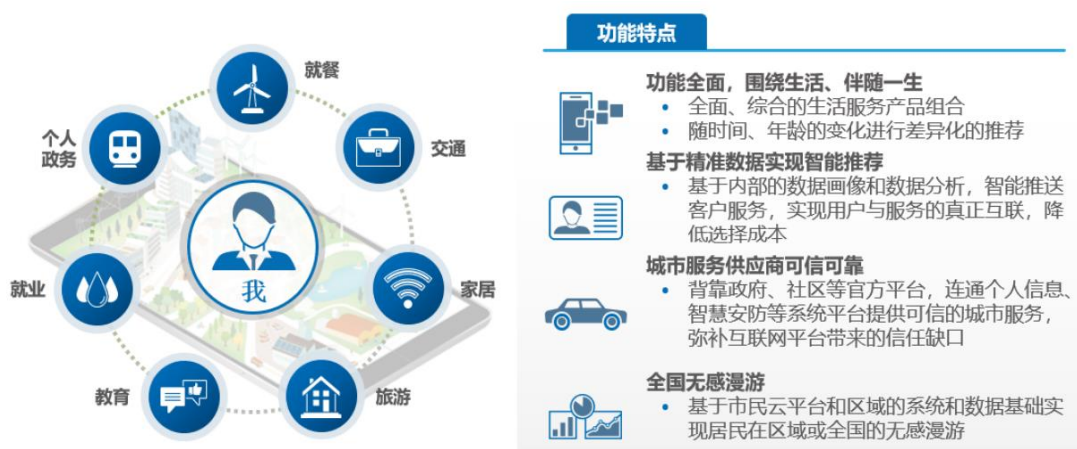 就餐
个人
政务
交通
我
就业
家居
教育
旅游
功能特点
功能全面，围绕生活、伴随一生
• 全面、综合的生活服务产品组合
• 随时间、年龄的变化进行差异化的推荐
基于精准数据实现智能推荐
• 基于内部的数据画像和数据分析，智能推送
客户服务，实现用户与服务的真正互联，降
低选择成本
城市服务供应商可信可靠
• 背靠政府、社区等官方平台，连通个人信息、
智慧安防等系统平台提供可信的城市服务，
弥补互联网平台带来的信任缺口
全国无感漫游
• 基于市民云平台和区域的系统和数据基础实
现居民在区域或全国的无感漫游